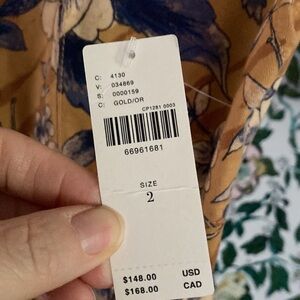 C: 4130
V: 034869
S: 0000159
C: GOLD/OR
CP1281 0003
66961681
SIZE
2
$148.00 USD
$168.00 CAD